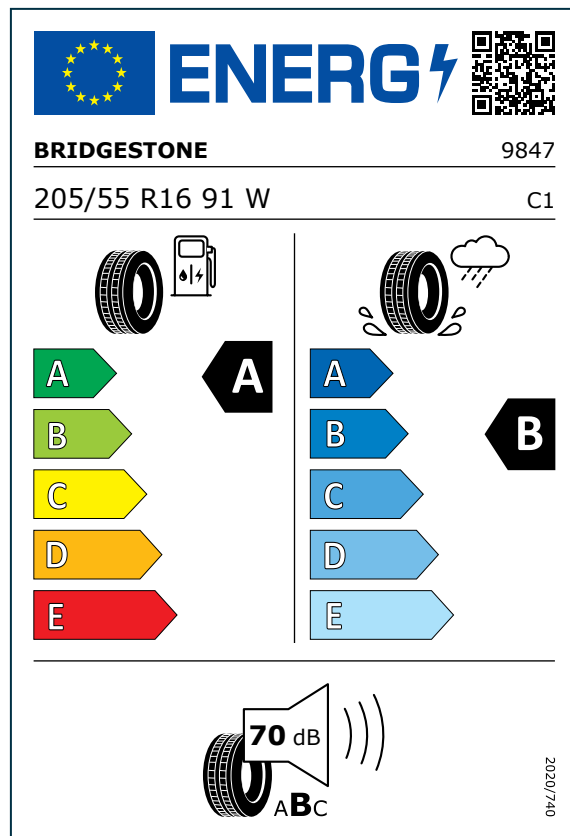 ENERG
BRIDGESTONE 9847
205/55 R16 91 W C1
A A A
B B B
C C
D D
E E
70 dB
ABC
2020/740